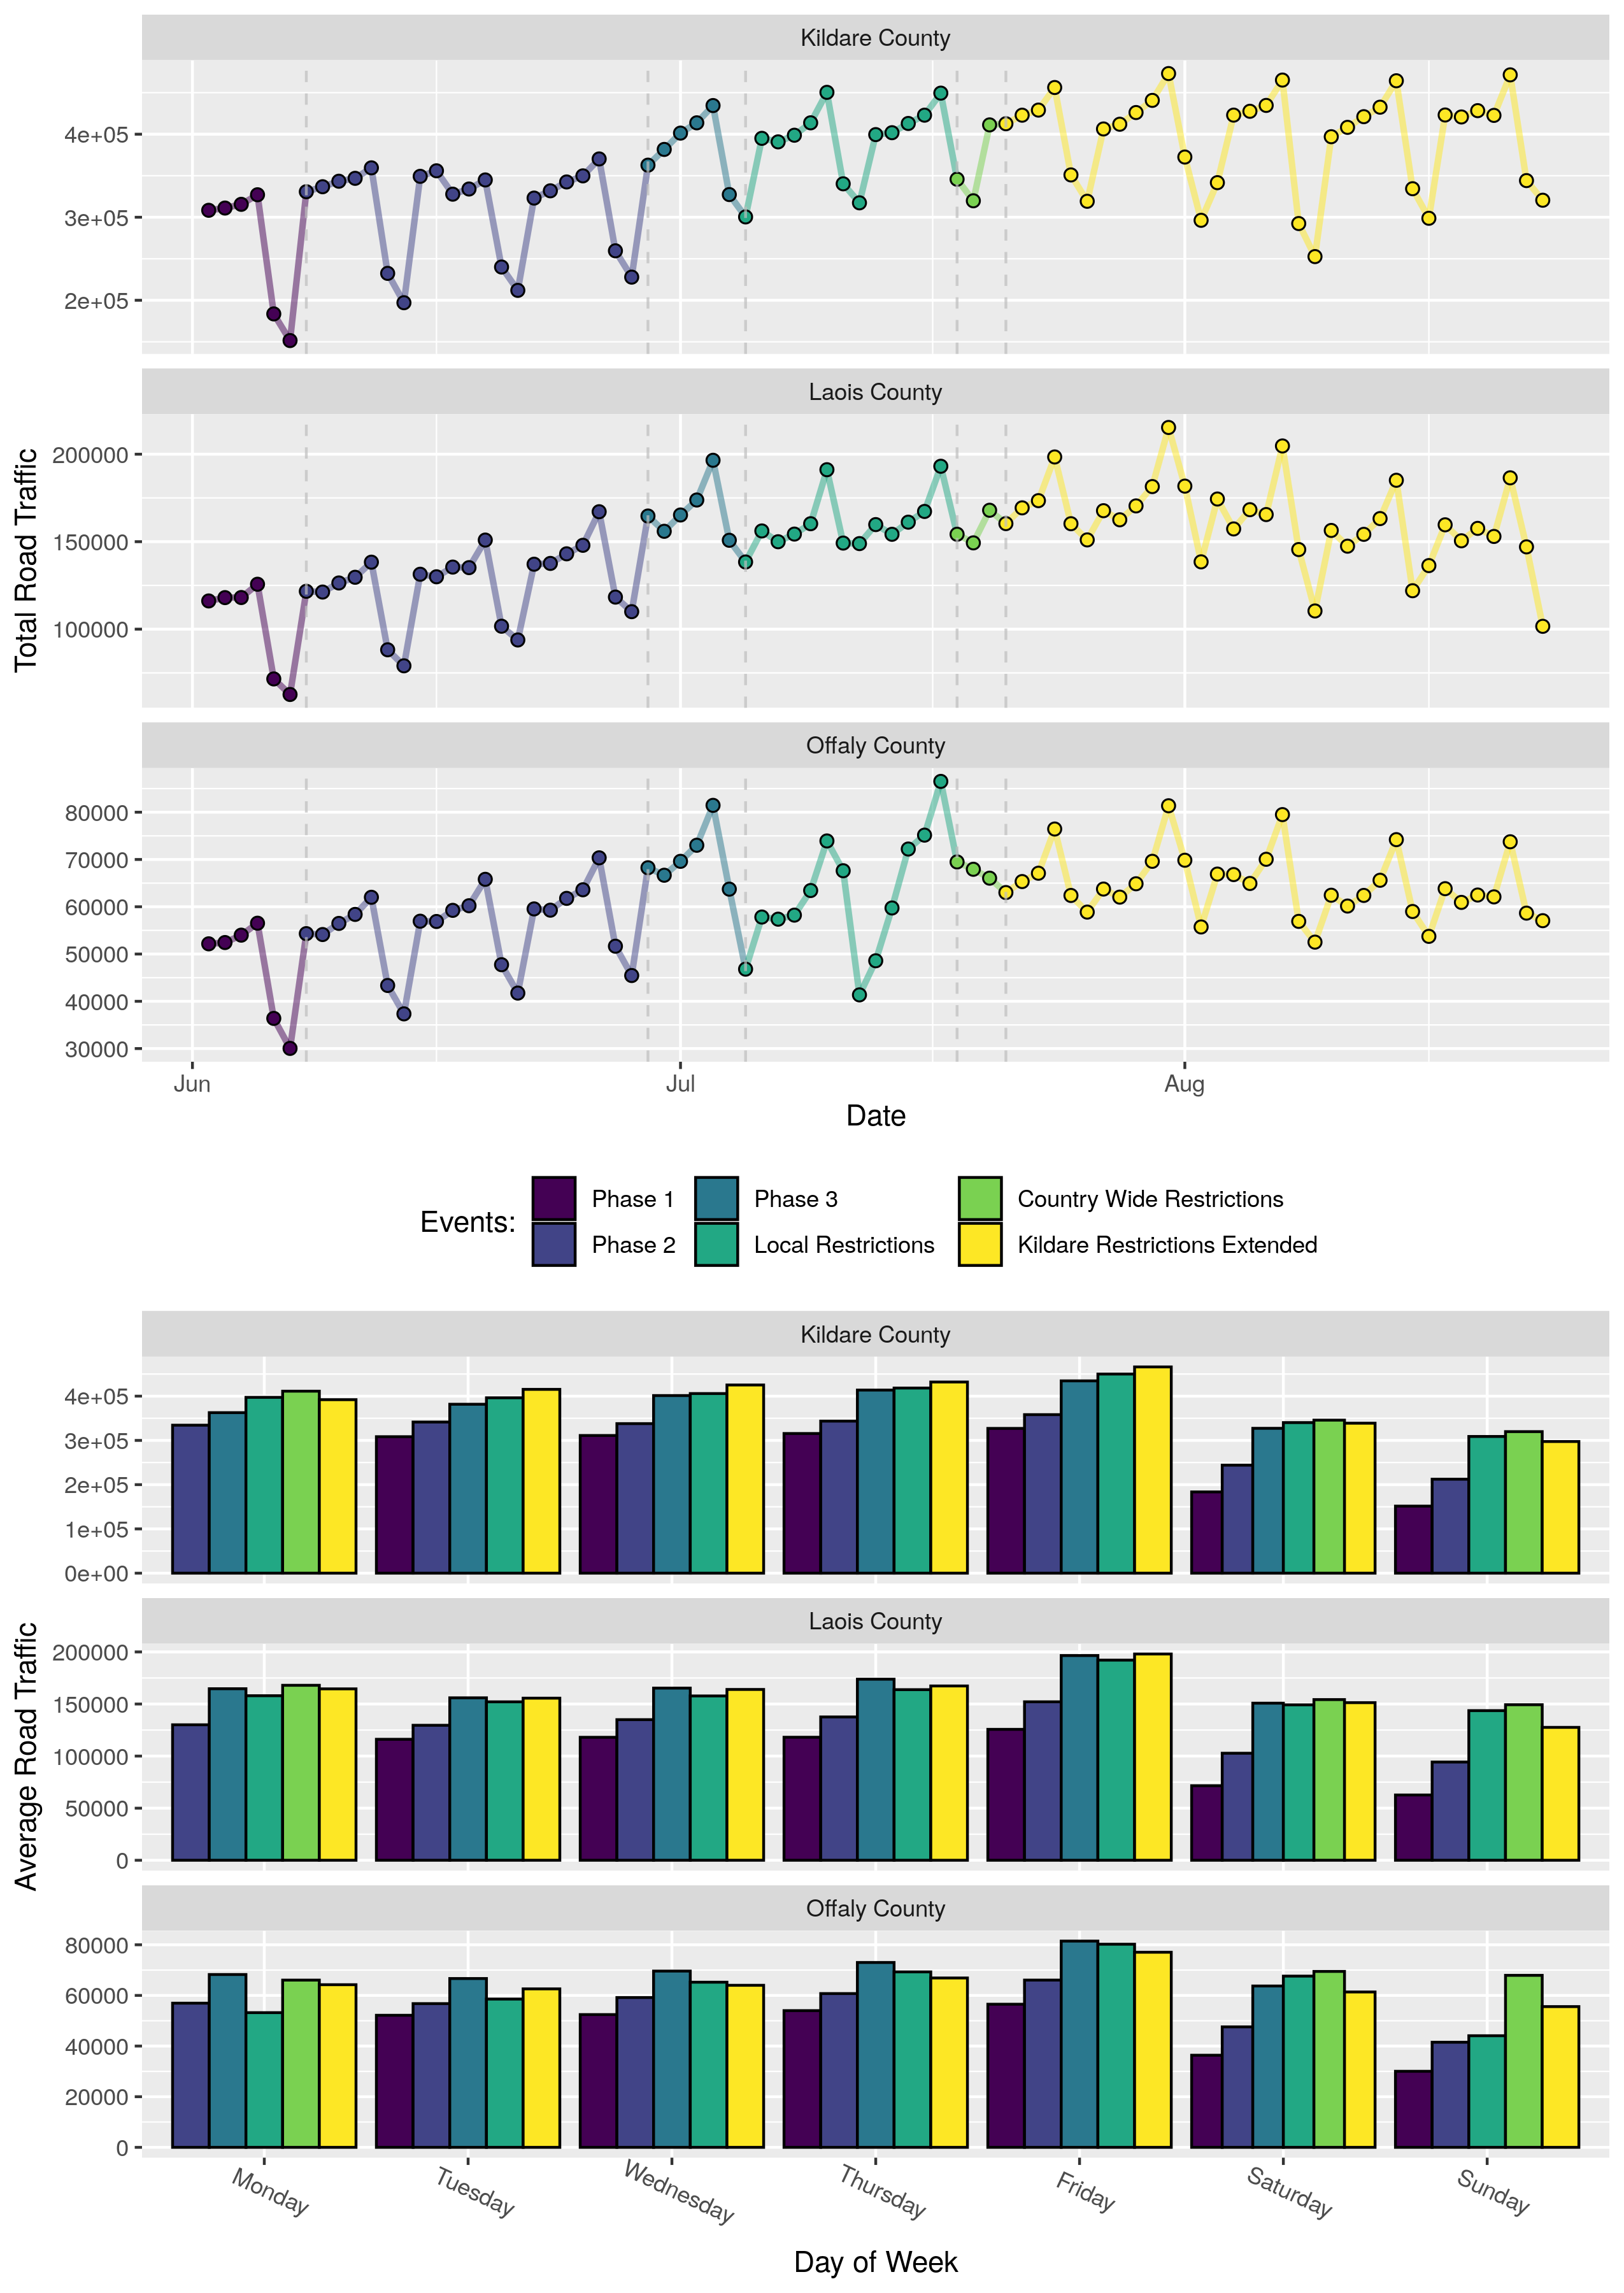 Kildare County
4e+05
3e+05
2e+05
Laois County
Total Road Traffic
200000
150000
100000
Offaly County
80000
70000
60000
50000
40000
30000
Jun
Jul
Aug
Date
Events:
Phase 1
Phase 3
Country Wide Restrictions
Phase 2
Local Restrictions
Kildare Restrictions Extended
Kildare County
4e+05
3e+05
2e+05
1e+05
0e+00
Laois County
Average Road Traffic
200000
150000
100000
50000
0
Offaly County
80000
60000
40000
20000
0
Monday
Tuesday
Wednesday
Thursday
Friday
Saturday
Sunday
Day of Week